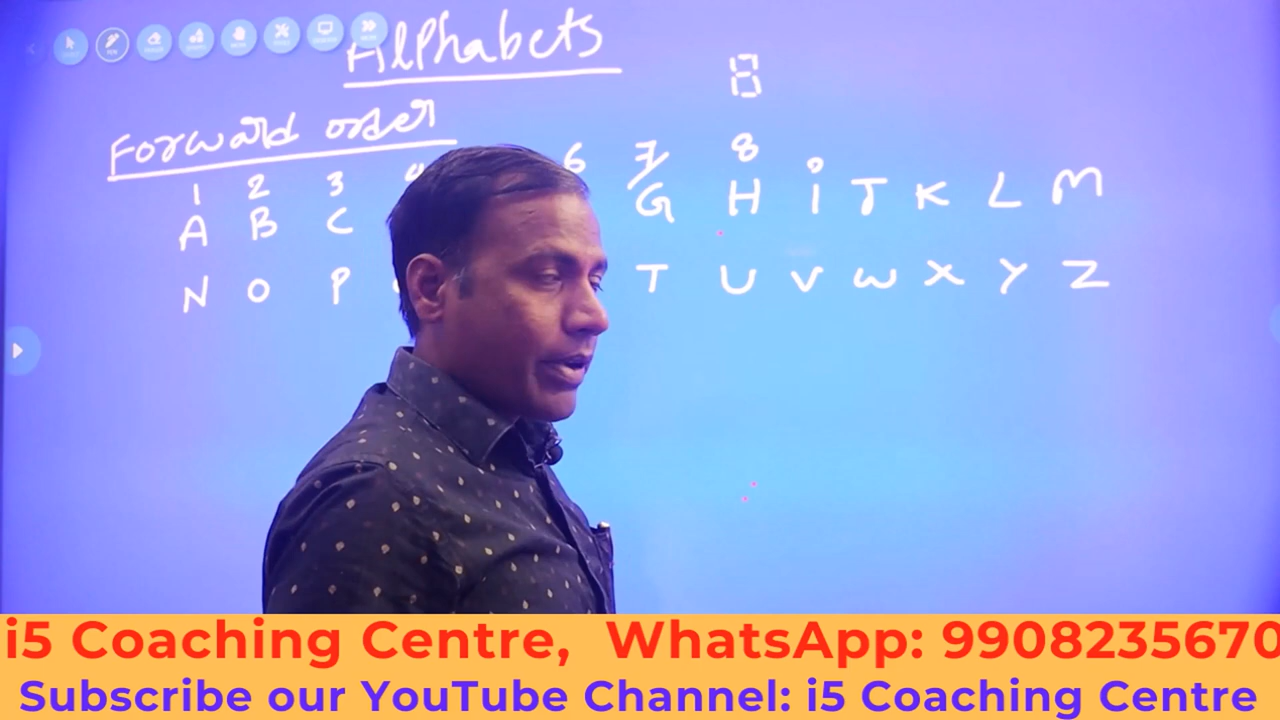 Alphabets
8
Forward order
1 2 3 6 7 8
A B C G H i J K L M
N O P T U V W X Y Z
i5 Coaching Centre, WhatsApp: 9908235670
Subscribe our YouTube Channel: i5 Coaching Centre